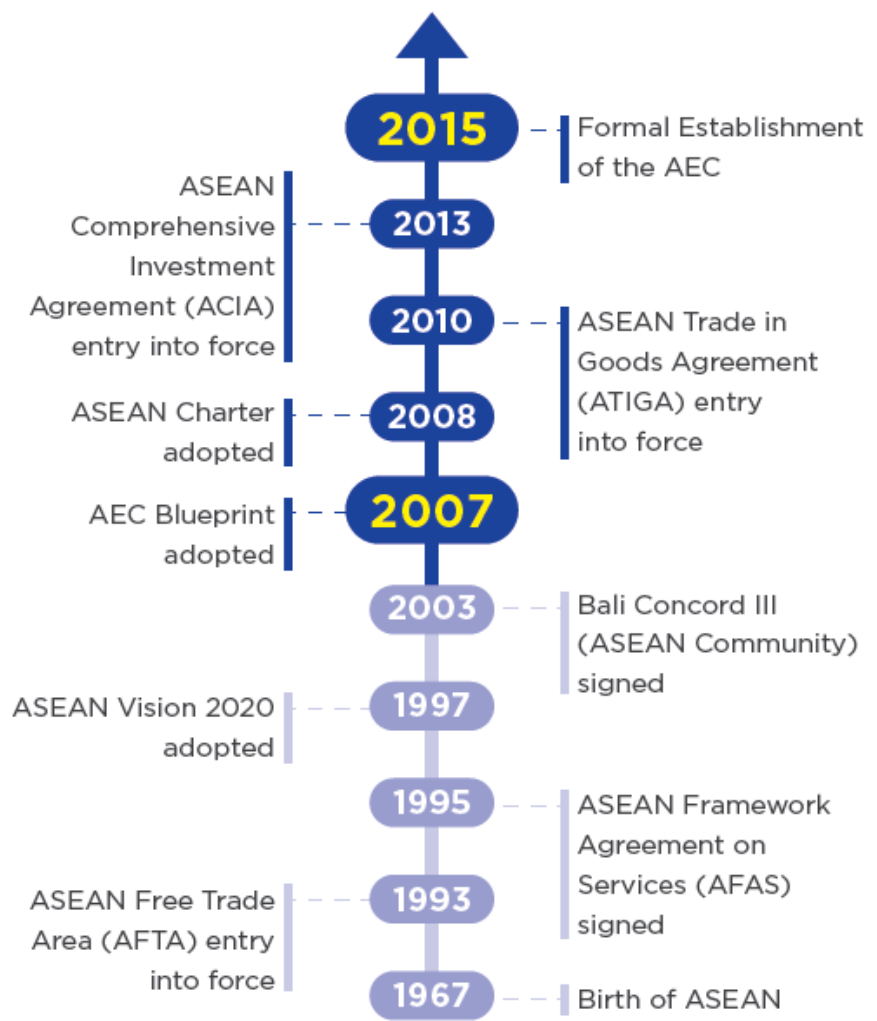 2015
Formal Establishment
of the AEC
2013
ASEAN
Comprehensive
Investment
Agreement (ACIA)
entry into force
2010
ASEAN Trade in
Goods Agreement
(ATIGA) entry
into force
2008
ASEAN Charter
adopted
2007
AEC Blueprint
adopted
2003
Bali Concord III
(ASEAN Community)
signed
1997
ASEAN Vision 2020
adopted
1995
ASEAN Framework
Agreement on
Services (AFAS)
signed
1993
ASEAN Free Trade
Area (AFTA) entry
into force
1967
Birth of ASEAN